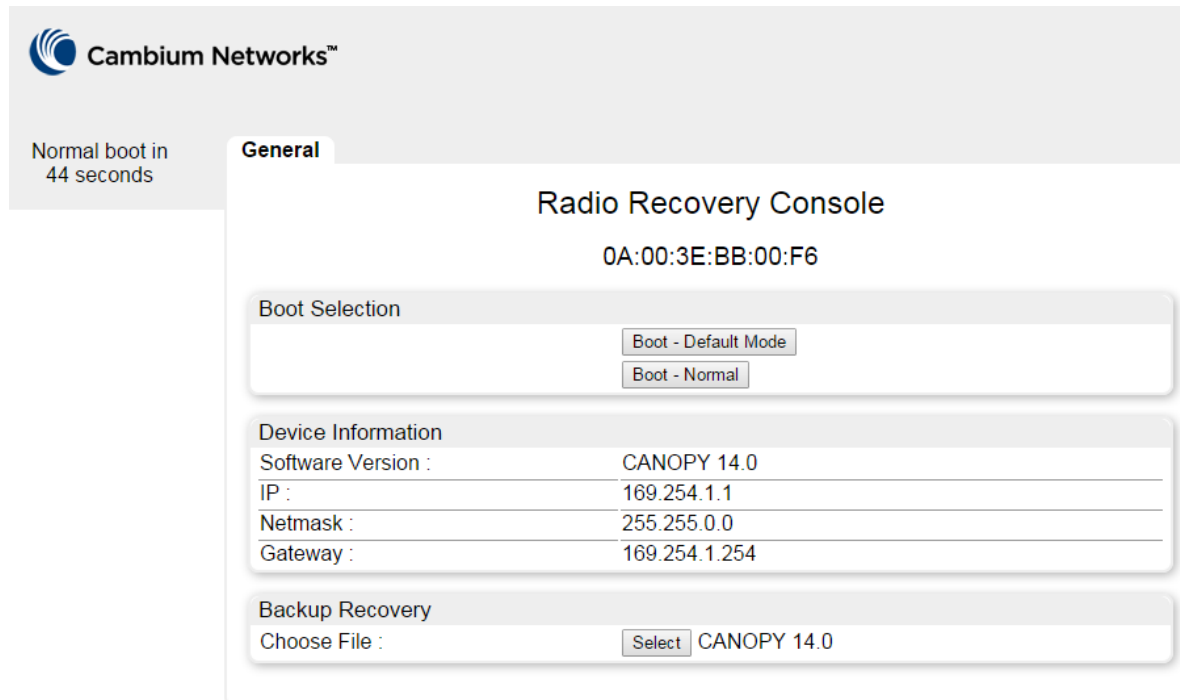 Cambium Networks™
Normal boot in
44 seconds
General
Radio Recovery Console
0A:00:3E:BB:00:F6
Boot Selection
Boot - Default Mode
Boot - Normal
Device Information
Software Version : CANOPY 14.0
IP : 169.254.1.1
Netmask : 255.255.0.0
Gateway : 169.254.1.254
Backup Recovery
Choose File : Select CANOPY 14.0